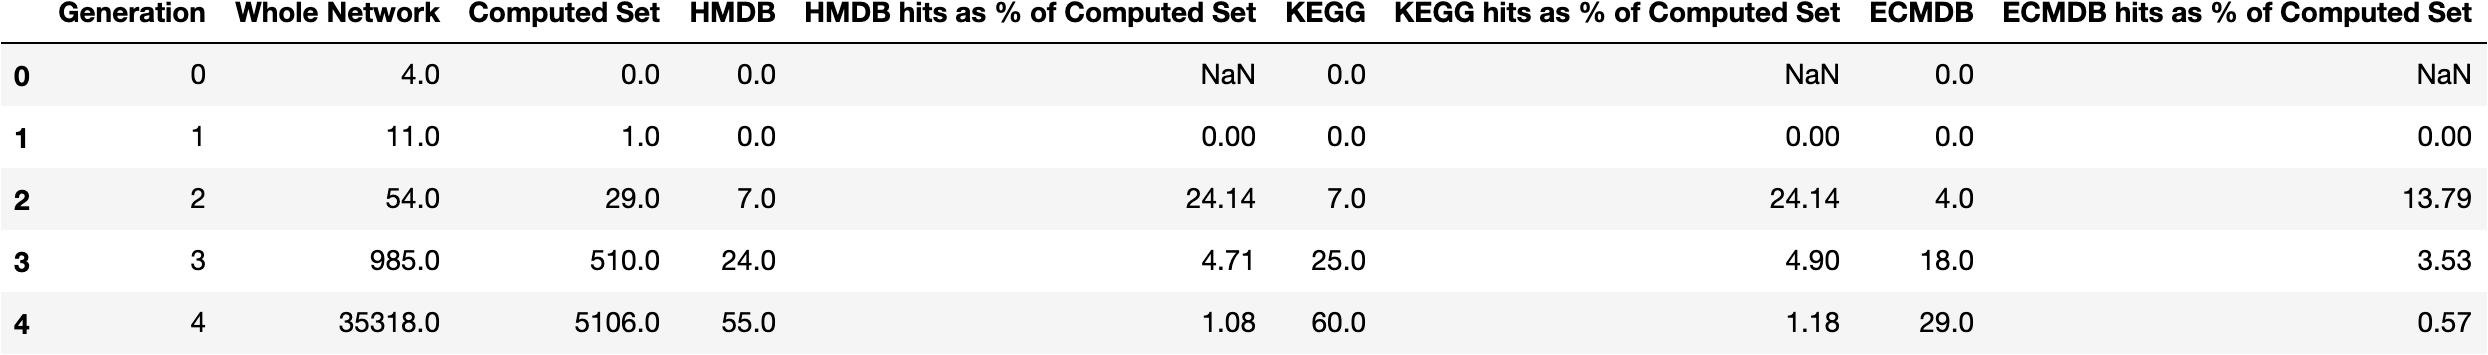 Generation Whole Network Computed Set HMDB HMDB hits as % of Computed Set KEGG KEGG hits as % of Computed Set ECMDB ECMDB hits as % of Computed Set
0 0 4.0 0.0 0.0 NaN 0.0 NaN 0.0 NaN
1 1 11.0 1.0 0.0 0.00 0.0 0.00 0.0 0.00
2 2 54.0 29.0 7.0 24.14 7.0 24.14 4.0 13.79
3 3 985.0 510.0 24.0 4.71 25.0 4.90 18.0 3.53
4 4 35318.0 5106.0 55.0 1.08 60.0 1.18 29.0 0.57